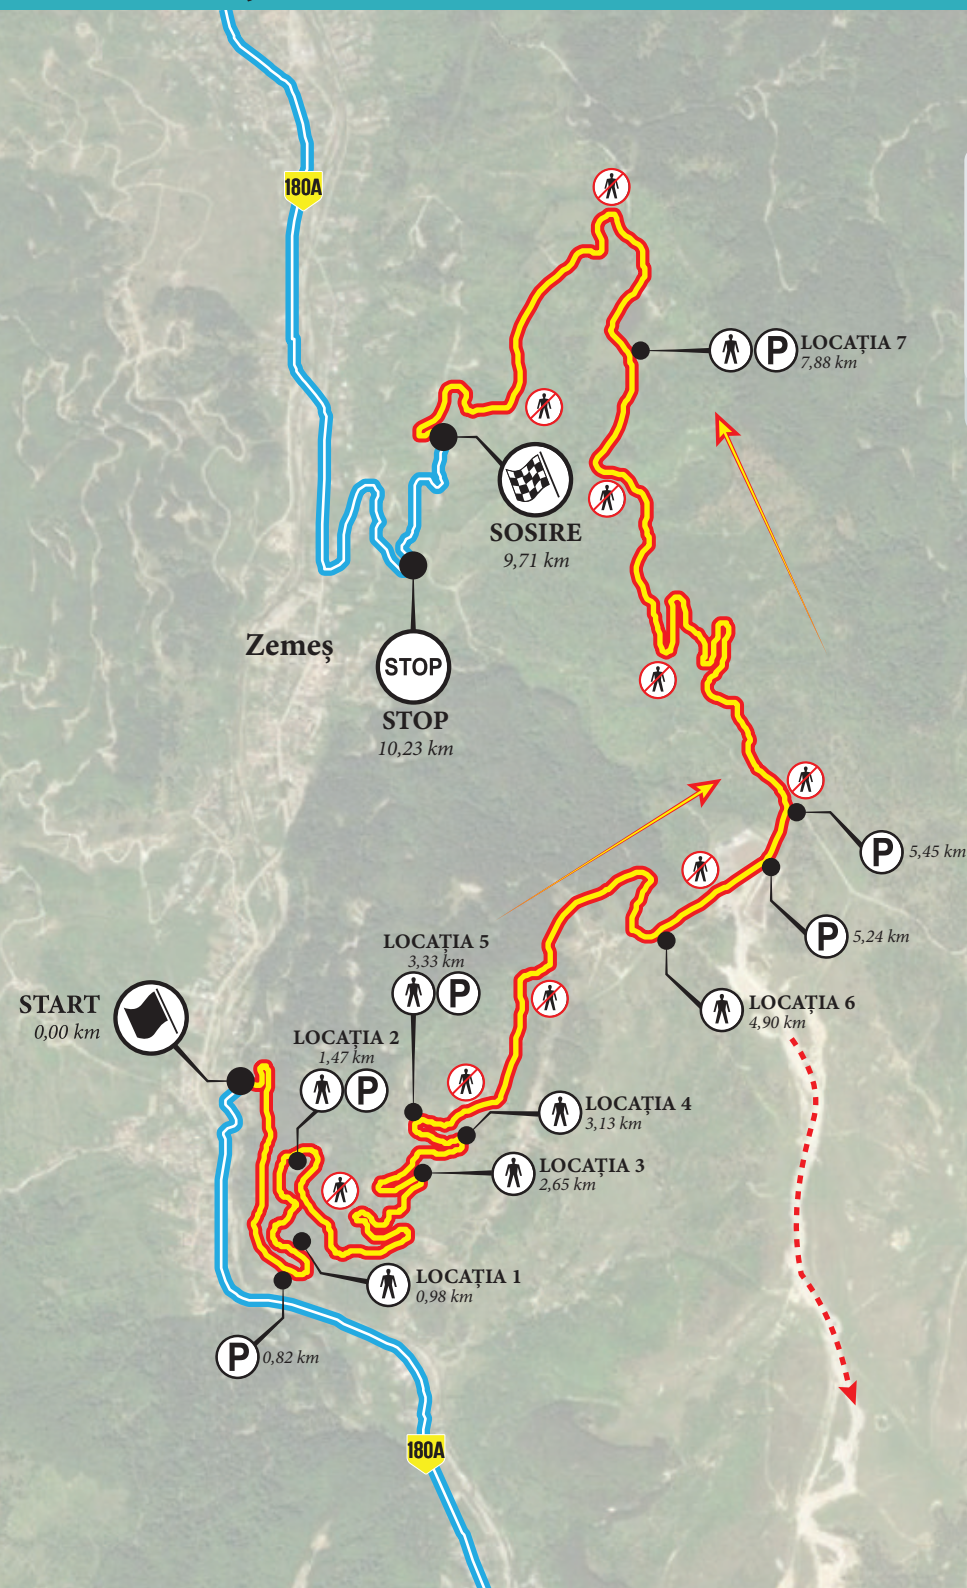 180A
LOCAȚIA 7
7,88 km
P
SOSIRE
9,71 km
Zemeș
STOP
STOP
10,23 km
P
5,45 km
P
5,24 km
LOCAȚIA 5
3,33 km
P
LOCAȚIA 6
4,90 km
START
0,00 km
LOCAȚIA 2
1,47 km
P
LOCAȚIA 4
3,13 km
LOCAȚIA 3
2,65 km
LOCAȚIA 1
0,98 km
P
0,82 km
180A